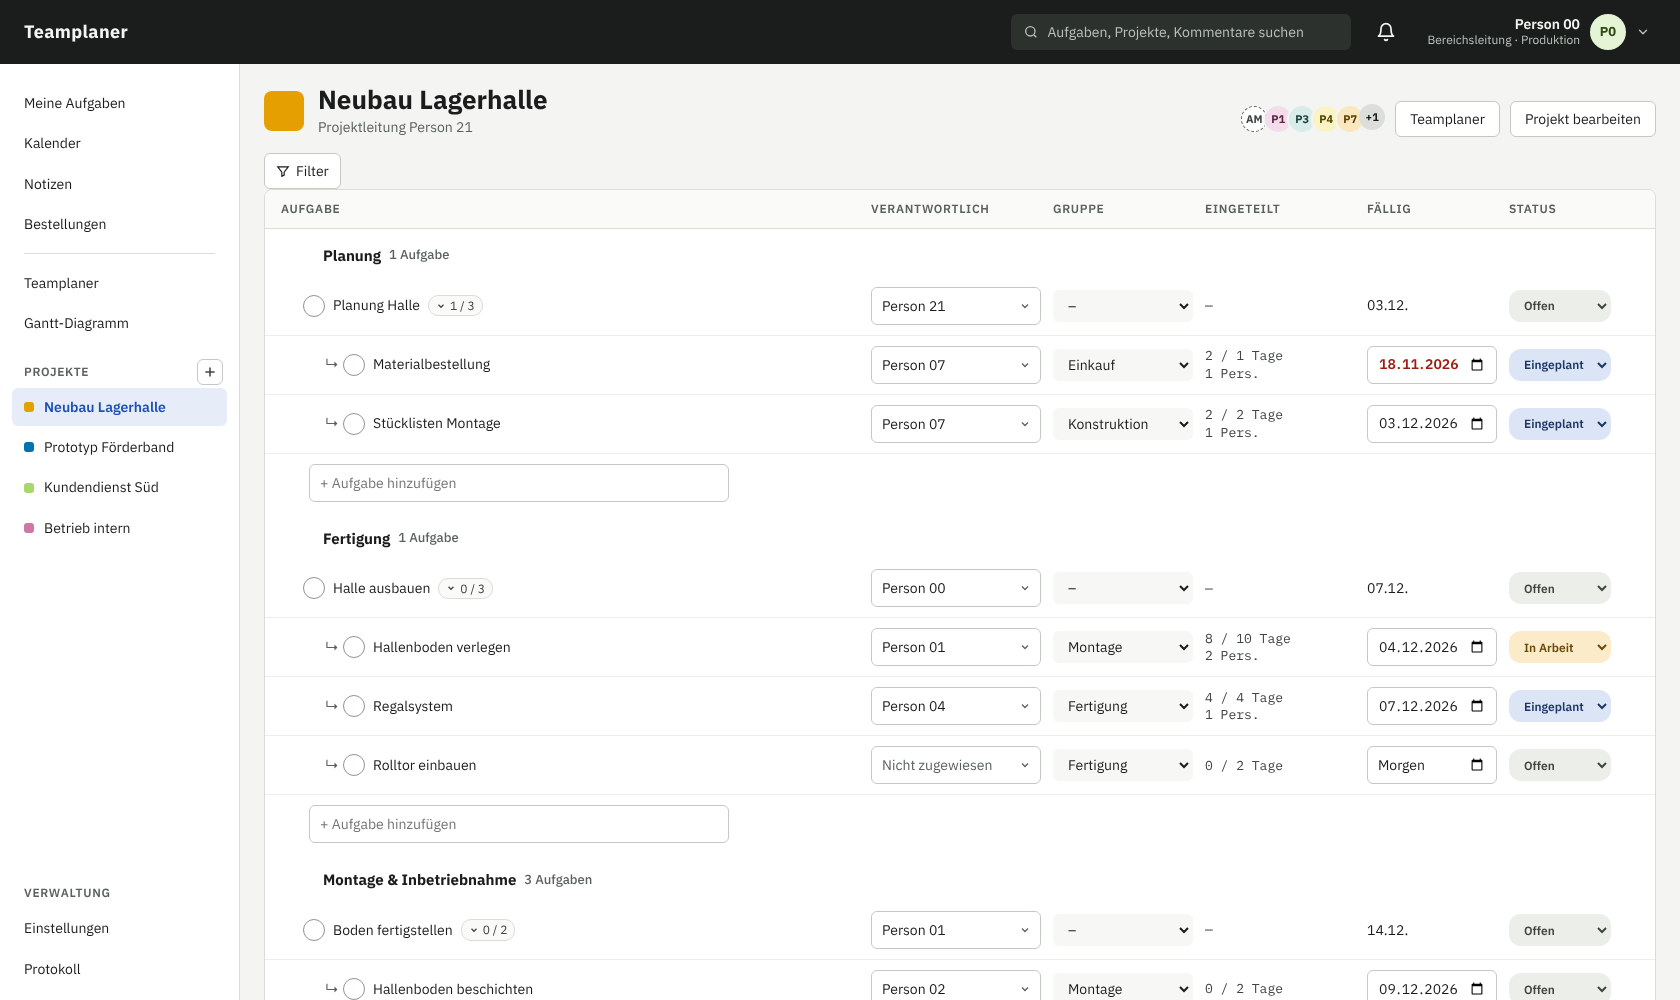 Teamplaner
Aufgaben, Projekte, Kommentare suchen
Person 00
Bereichsleitung · Produktion
P0
Meine Aufgaben
Kalender
Notizen
Bestellungen
Teamplaner
Gantt-Diagramm
PROJEKTE
+
Neubau Lagerhalle
Prototyp Förderband
Kundendienst Süd
Betrieb intern
VERWALTUNG
Einstellungen
Protokoll
Neubau Lagerhalle
Projektleitung Person 21
AM P1 P3 P4 P7 +1
Teamplaner
Projekt bearbeiten
Filter
AUFGABE VERANTWORTLICH GRUPPE EINGETEILT FÄLLIG STATUS
Planung 1 Aufgabe
Planung Halle 1 / 3 Person 21 – – 03.12. Offen
Materialbestellung Person 07 Einkauf 2 / 1 Tage 18.11.2026 Eingeplant
1 Pers.
Stücklisten Montage Person 07 Konstruktion 2 / 2 Tage 03.12.2026 Eingeplant
1 Pers.
+ Aufgabe hinzufügen
Fertigung 1 Aufgabe
Halle ausbauen 0 / 3 Person 00 – – 07.12. Offen
Hallenboden verlegen Person 01 Montage 8 / 10 Tage 04.12.2026 In Arbeit
2 Pers.
Regalsystem Person 04 Fertigung 4 / 4 Tage 07.12.2026 Eingeplant
1 Pers.
Rolltor einbauen Nicht zugewiesen Fertigung 0 / 2 Tage Morgen Offen
+ Aufgabe hinzufügen
Montage & Inbetriebnahme 3 Aufgaben
Boden fertigstellen 0 / 2 Person 01 – – 14.12. Offen
Hallenboden beschichten Person 02 Montage 0 / 2 Tage 09.12.2026 Offen